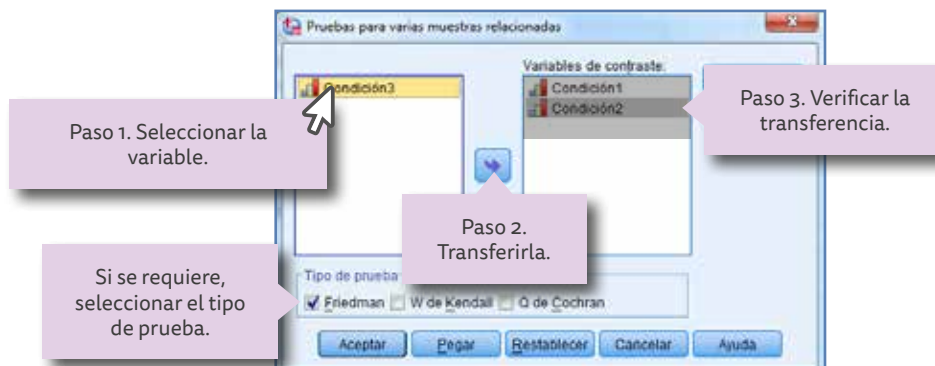 Pruebas para varias muestras relacionadas
Variables de contraste:
Condición3
Condición1
Condición2
Paso 1. Seleccionar la
variable.
Paso 3. Verificar la
transferencia.
Paso 2.
Transferirla.
Si se requiere,
seleccionar el tipo
de prueba.
Tipo de prueba
Friedman W de Kendall Q de Cochran
Aceptar Pegar Restablecer Cancelar Ayuda